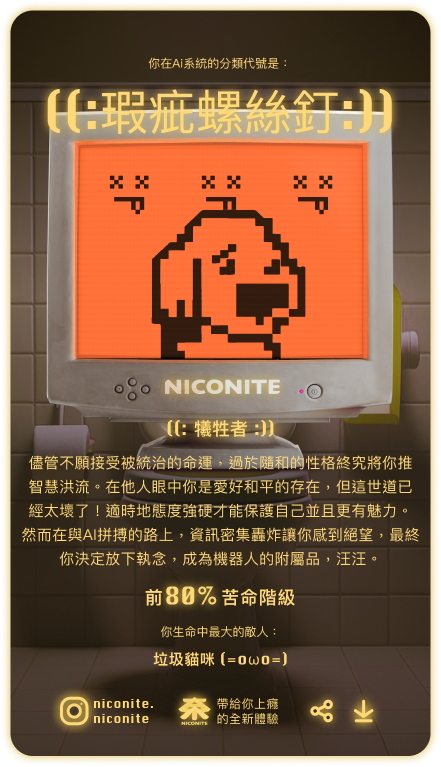 你在Ai系統的分類代號是：
((:瑕疵螺絲釘:))
NICONITE
((: 犧牲者 :))
儘管不願接受被統治的命運，過於隨和的性格終究將你推
智慧洪流。在他人眼中你是愛好和平的存在，但這世道已
經太壞了！適時地態度強硬才能保護自己並且更有魅力。
然而在與AI拼搏的路上，資訊密集轟炸讓你感到絕望，最終
你決定放下執念，成為機器人的附屬品，汪汪。
前80% 苦命階級
你生命中最大的敵人：
垃圾貓咪 (=oωo=)
niconite.
niconite
NICONITE
帶給你上癮
的全新體驗